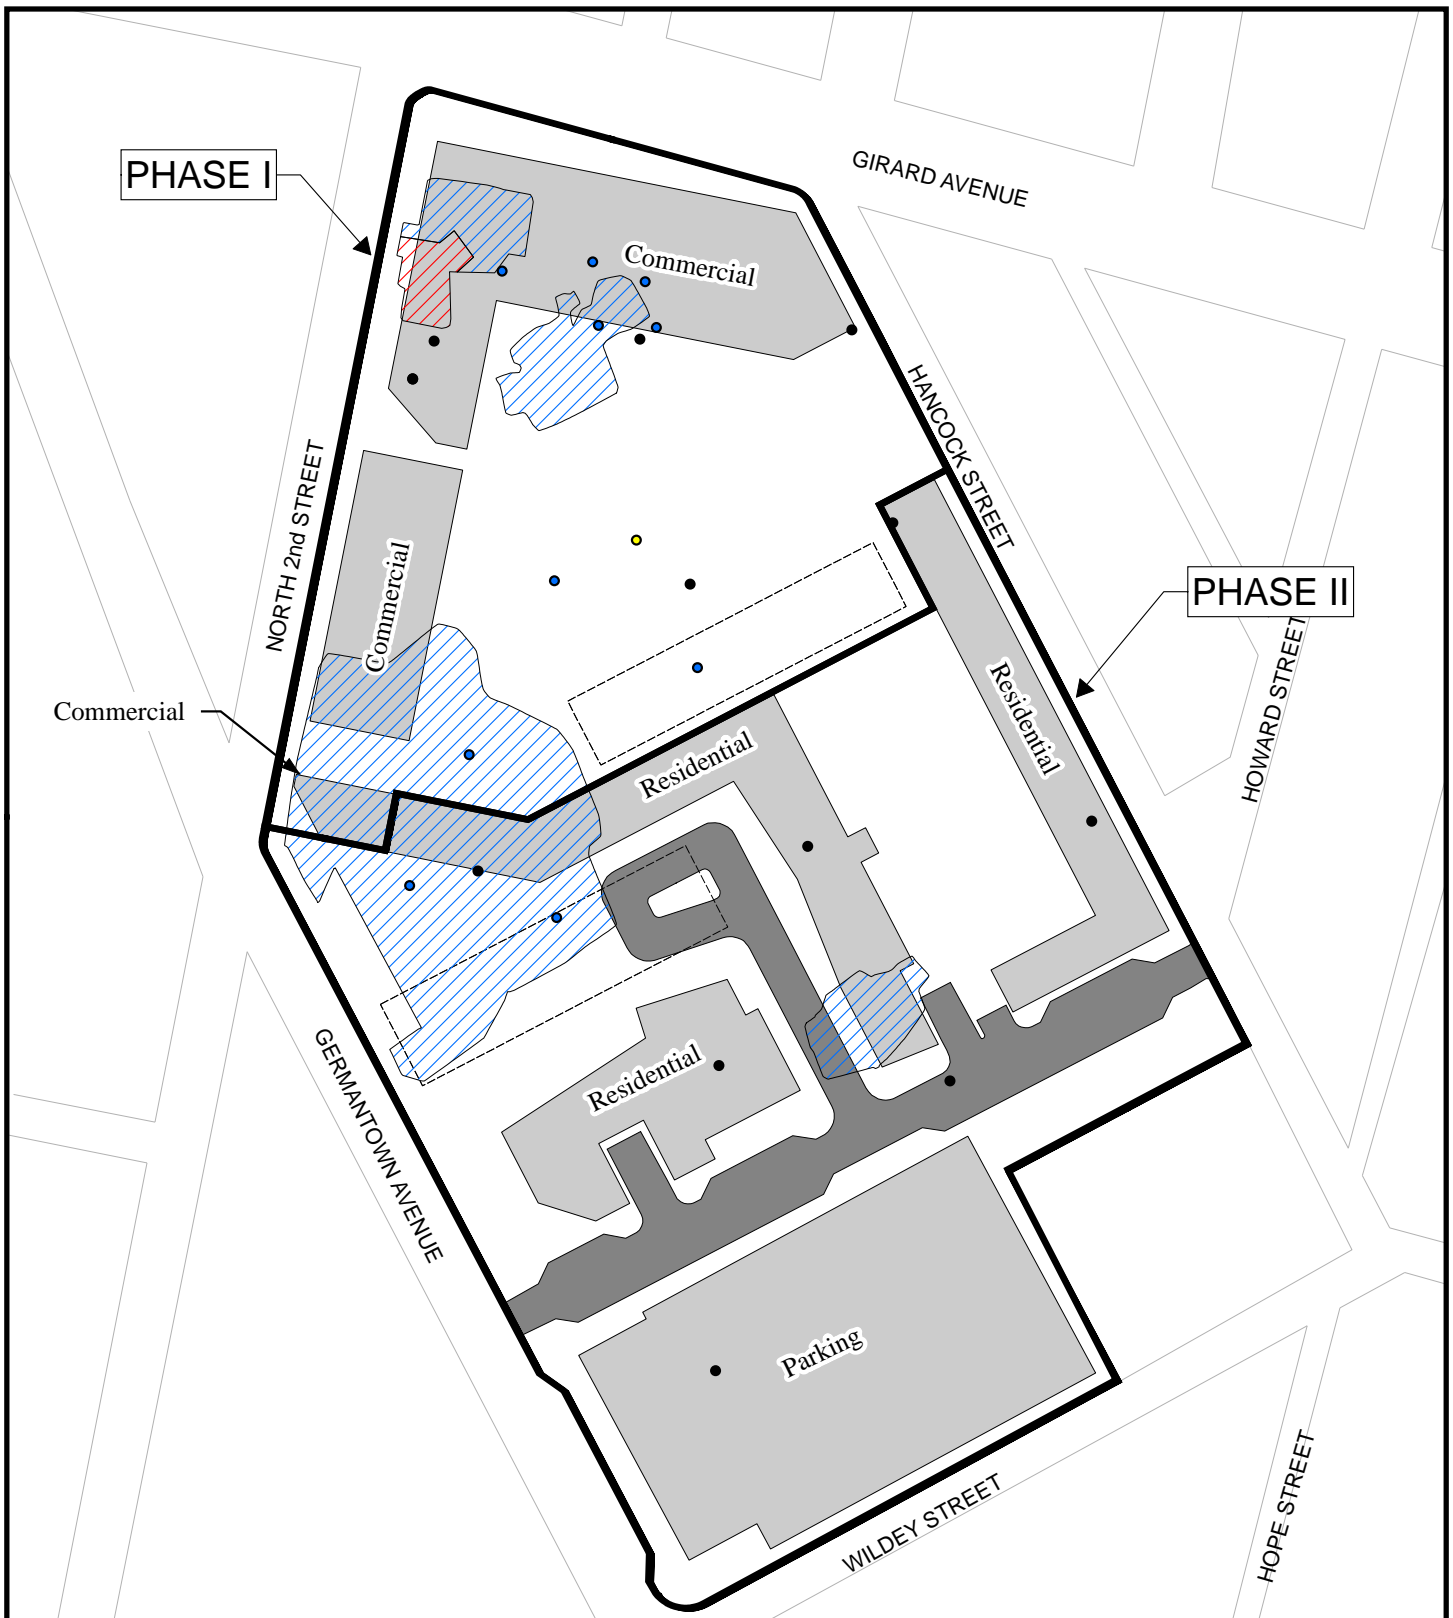 GIRARD AVENUE
PHASE I
Commercial
HANCOCK STREET
NORTH 2nd STREET
Commercial
PHASE II
HOWARD STREET
Residential
Commercial
Residential
GERMANTOWN AVENUE
Residential
Parking
WILDEY STREET
HOPE STREET